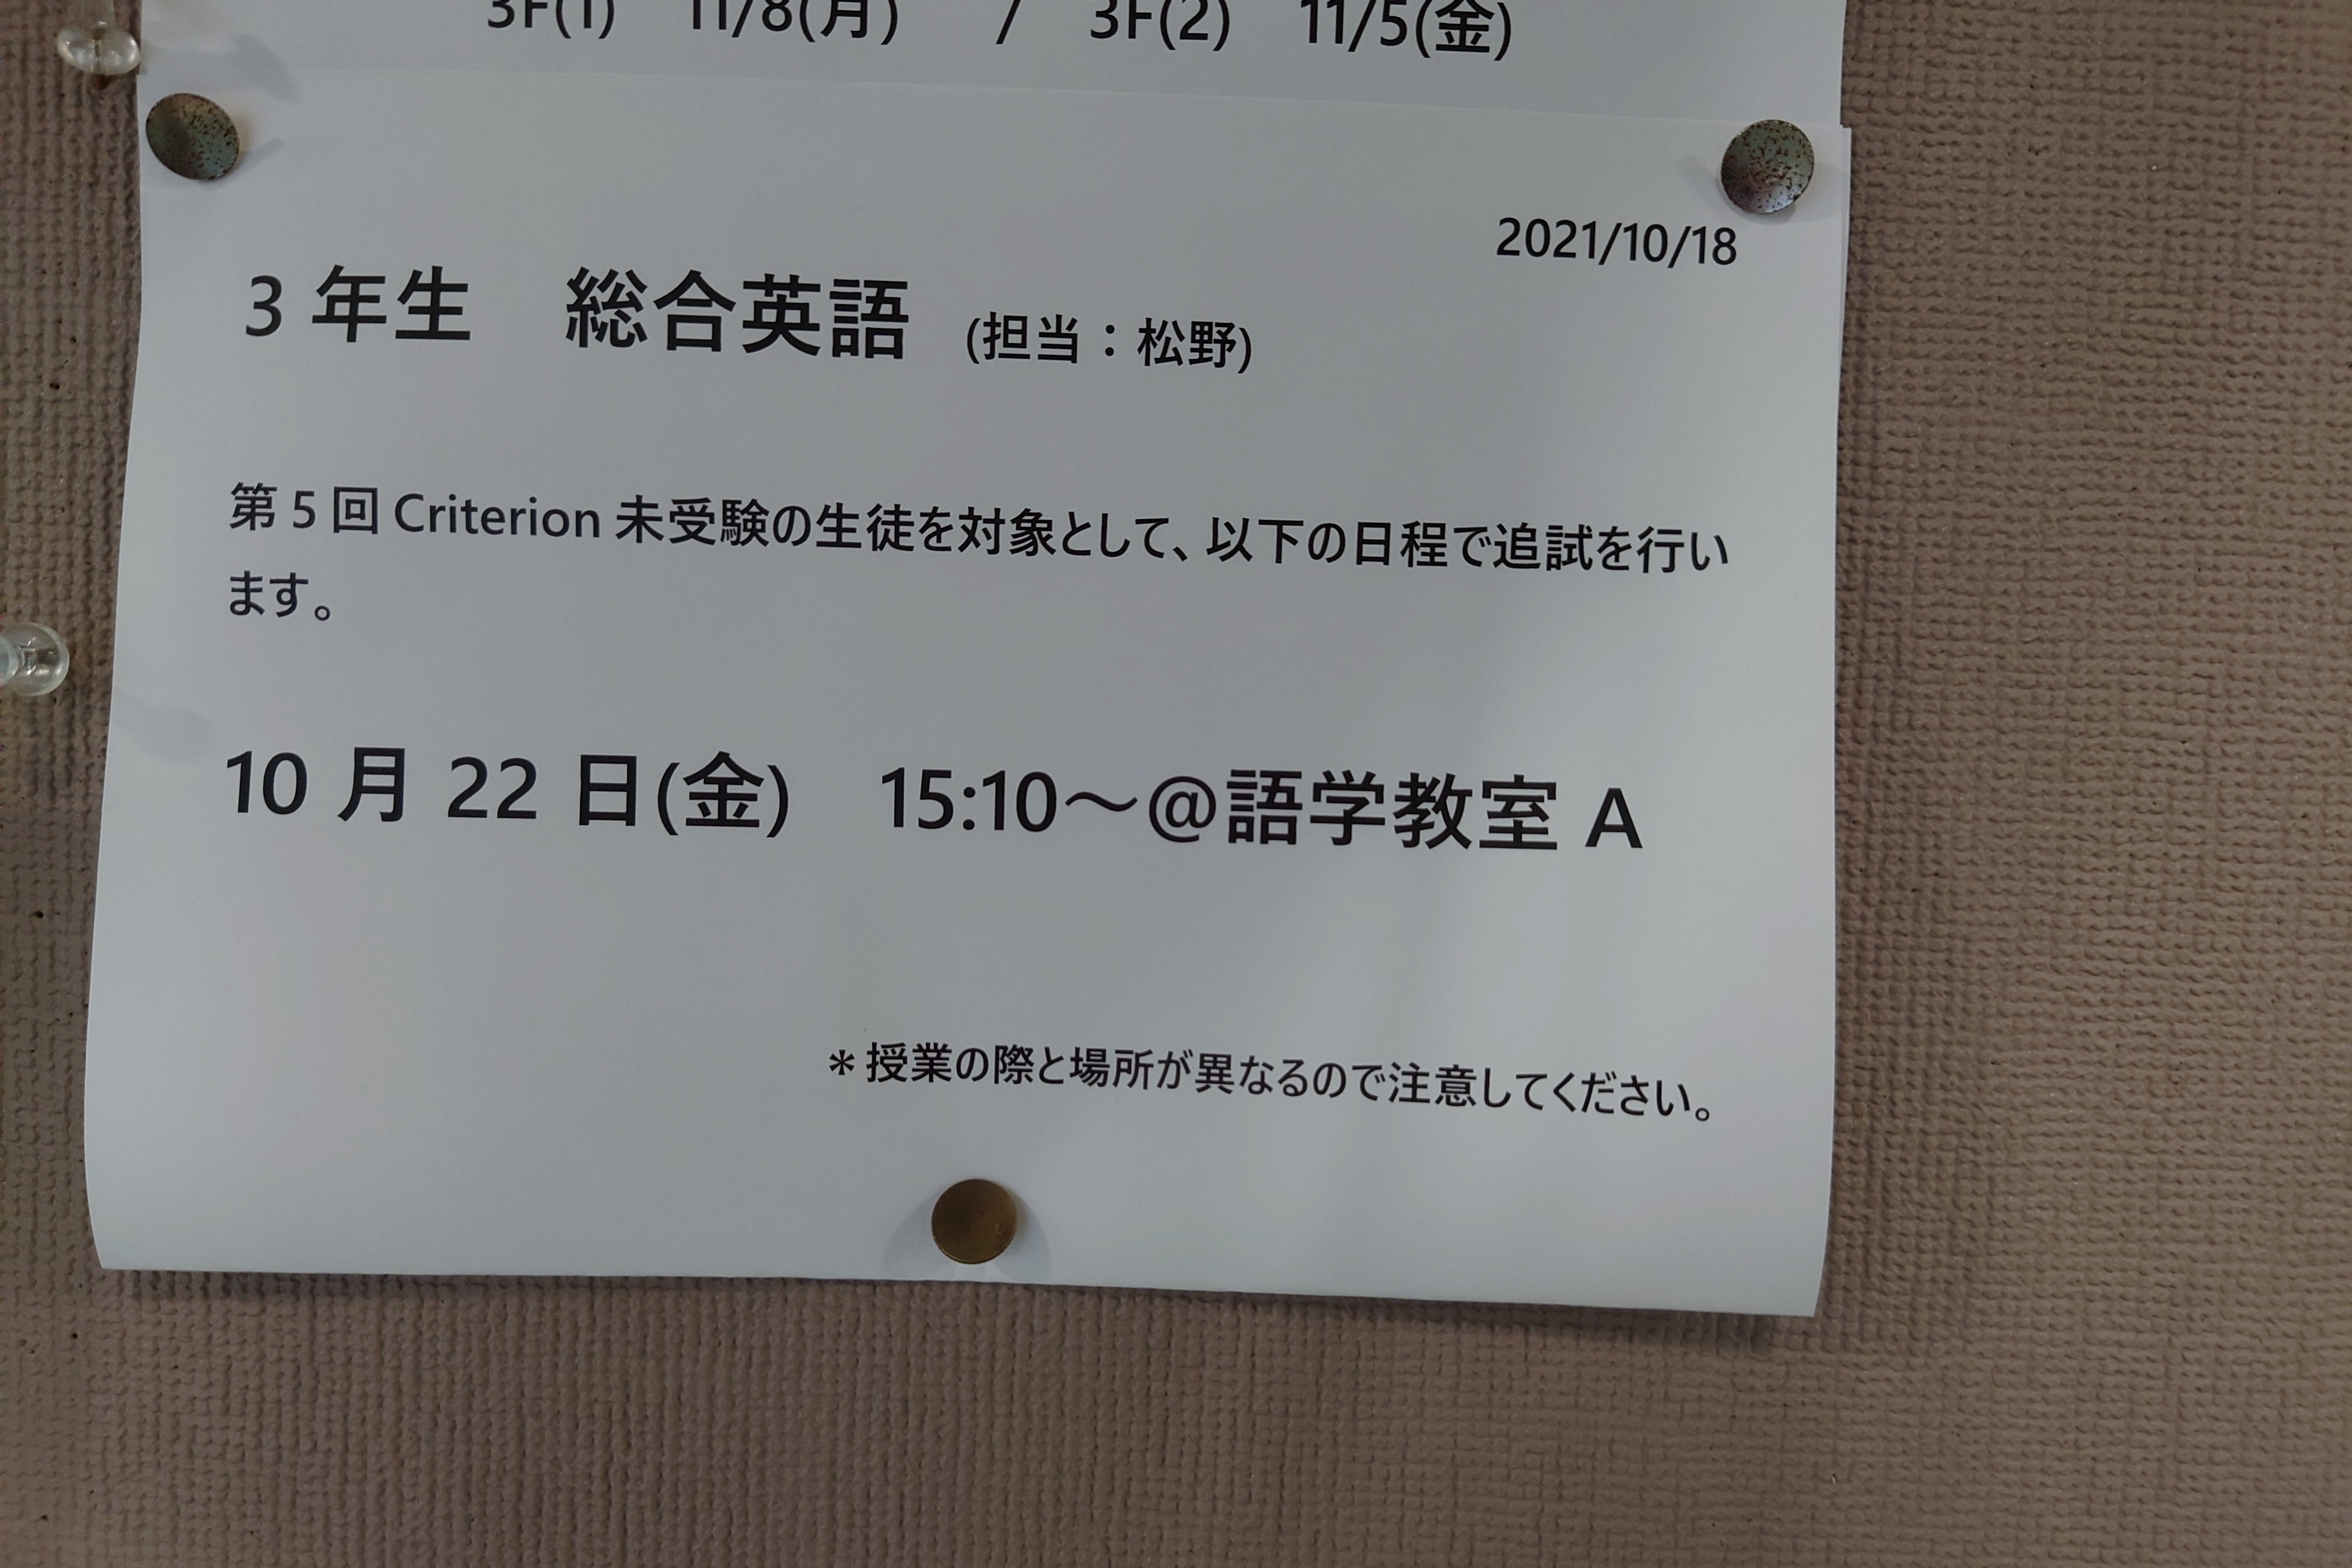 3F(1)　11/8(月)　/　3F(2)　11/5(金)
2021/10/18
3 年生　総合英語 (担当：松野)
第 5 回 Criterion 未受験の生徒を対象として、以下の日程で追試を行い
ます。
10 月 22 日(金)　15:10～@語学教室 A
＊授業の際と場所が異なるので注意してください。